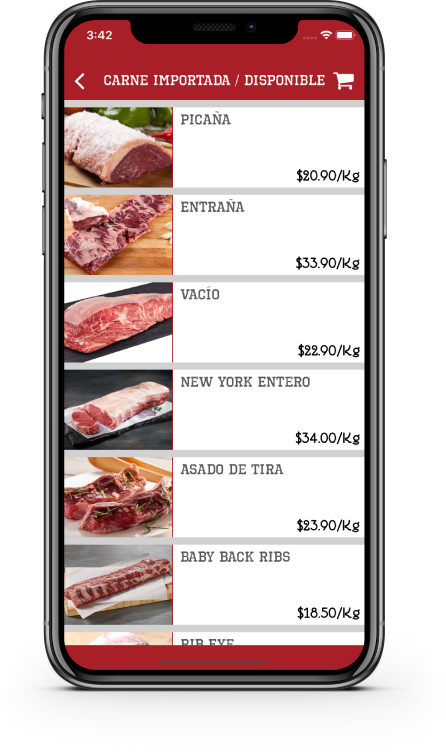 3:42
CARNE IMPORTADA / DISPONIBLE
PICAÑA
$20.90/Kg
ENTRAÑA
$33.90/Kg
VACÍO
$22.90/Kg
NEW YORK ENTERO
$34.00/Kg
ASADO DE TIRA
$23.90/Kg
BABY BACK RIBS
$18.50/Kg
RIB EYE